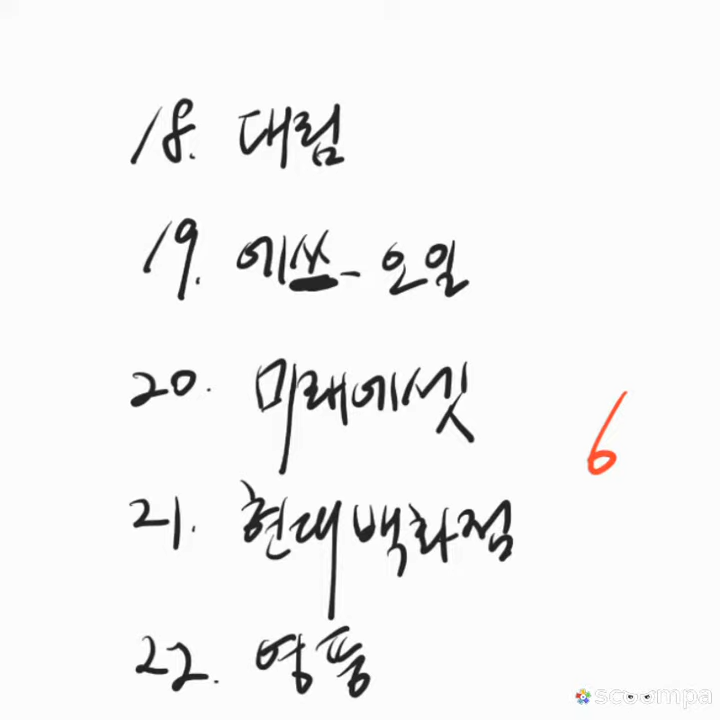 18. 대림
19. 에쓰-오일
20. 미래에셋
6
21. 현대백화점
22. 영풍
scoompa